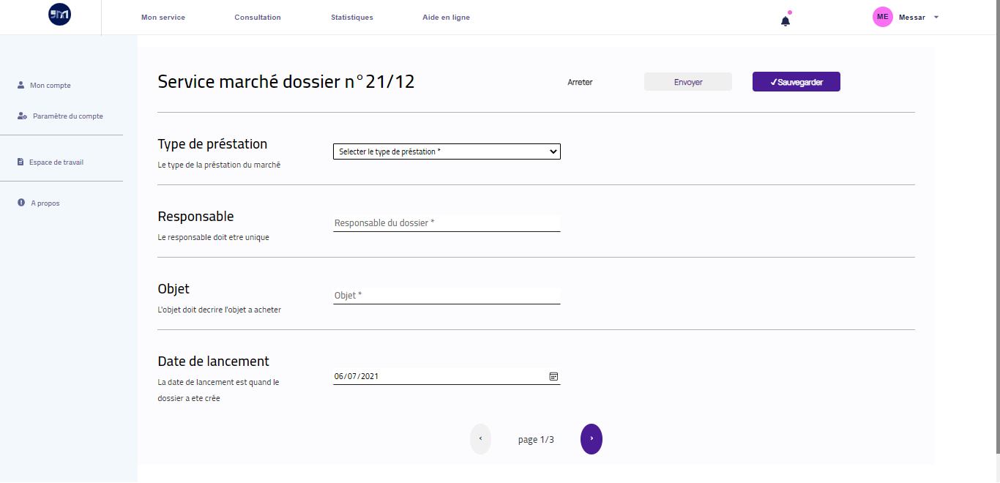 Mon service
Consultation
Statistiques
Aide en ligne
ME
Messar
Mon compte
Paramètre du compte
Espace de travail
A propos
Service marché dossier n°21/12
Arreter
Envoyer
✓Sauvegarder
Type de préstation
Le type de la préstation du marché
Selecter le type de préstation *
Responsable
Le responsable doit etre unique
Responsable du dossier *
Objet
L'objet doit decrire l'objet a acheter
Objet *
Date de lancement
La date de lancement est quand le
dossier a ete crée
06/07/2021
‹
page 1/3
›